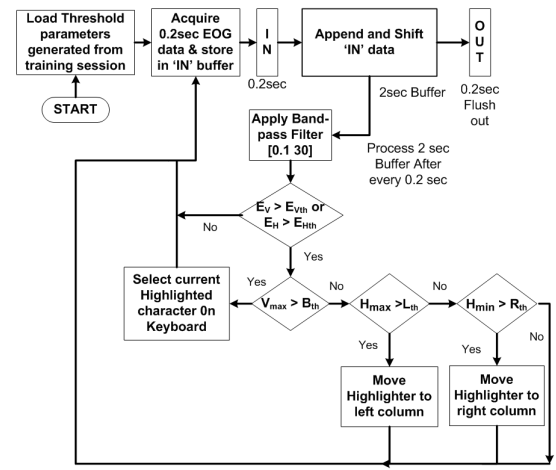 Load Threshold
parameters
generated from
training session
START
Acquire
0.2sec EOG
data & store
in 'IN' buffer
I
N
0.2sec
Append and Shift
'IN' data
O
U
T
0.2sec
Flush
out
2sec Buffer
Process 2 sec
Buffer After
every 0.2 sec
Apply Band-
pass Filter
[0.1 30]
E_V > E_Vth or
E_H > E_Hth
No
Yes
V_max > B_th
Yes
No
Select current
Highlighted
character 0n
Keyboard
H_max >L_th
No
Yes
H_min > R_th
No
Yes
Move
Highlighter to
left column
Move
Highlighter to
right column